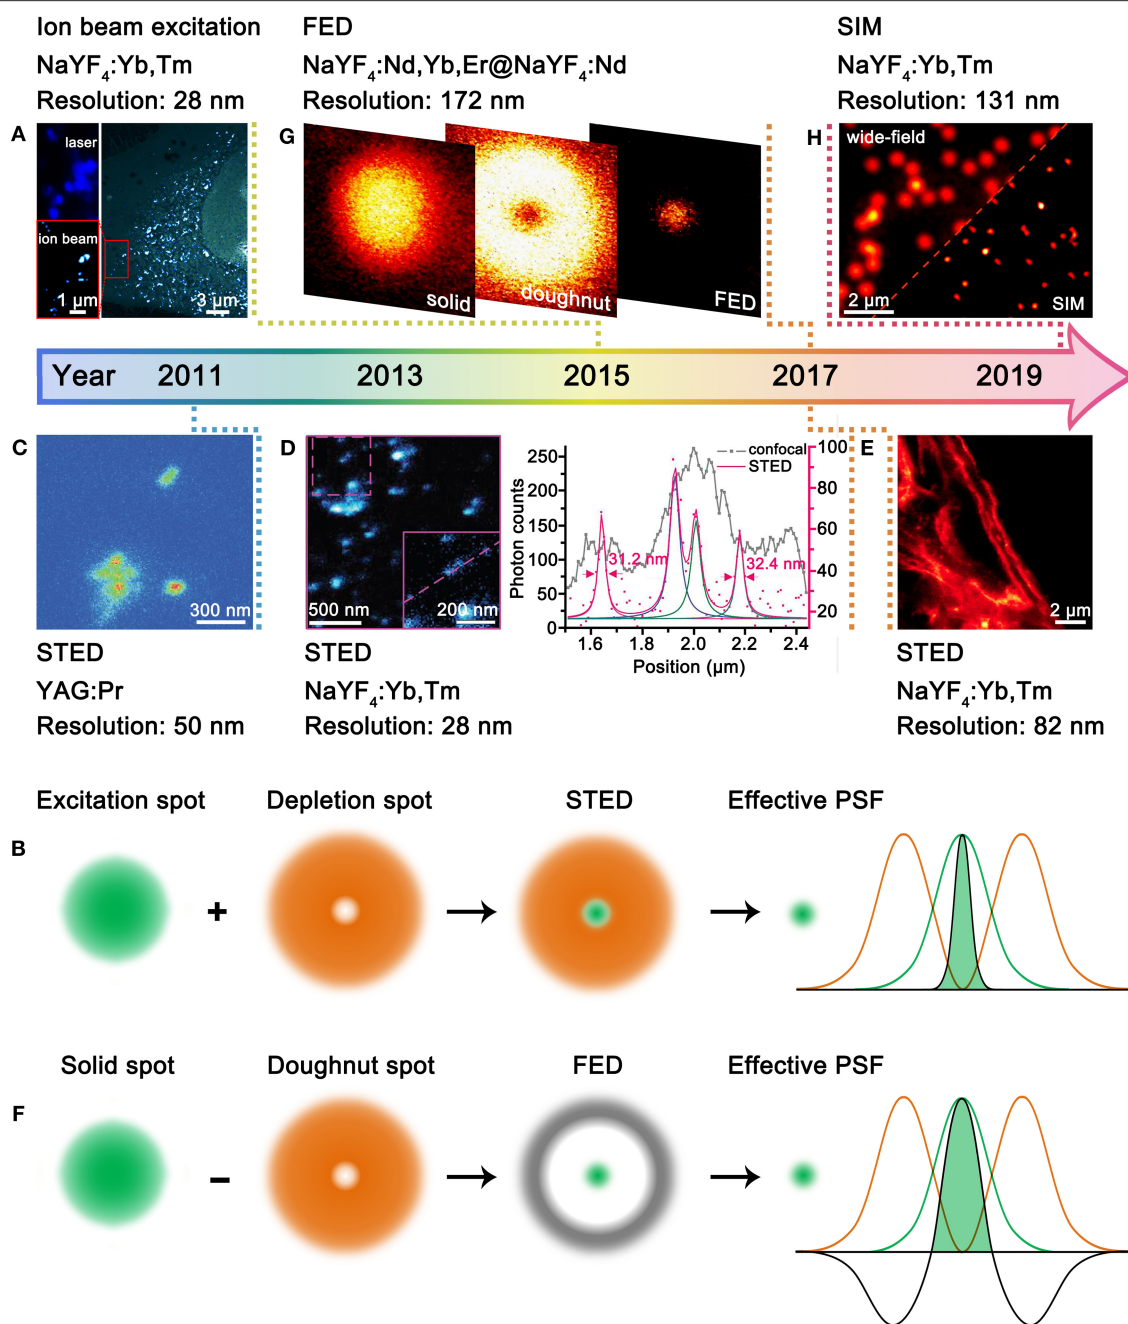 Ion beam excitation
NaYF4:Yb,Tm
Resolution: 28 nm
FED
NaYF4:Nd,Yb,Er@NaYF4:Nd
Resolution: 172 nm
SIM
NaYF4:Yb,Tm
Resolution: 131 nm
A
laser
ion beam
1 μm
3 μm
G
solid
doughnut
FED
H
wide-field
2 μm
SIM
Year 2011 2013 2015 2017 2019
C
300 nm
STED
YAG:Pr
Resolution: 50 nm
D
500 nm
200 nm
STED
NaYF4:Yb,Tm
Resolution: 28 nm
Photon counts
250
200
150
100
50
0
1.6 1.8 2.0 2.2 2.4
Position (μm)
confocal
STED
31.2 nm
32.4 nm
100
80
60
40
20
E
2 μm
STED
NaYF4:Yb,Tm
Resolution: 82 nm
Excitation spot Depletion spot STED Effective PSF
B
+
Solid spot Doughnut spot FED Effective PSF
F
-